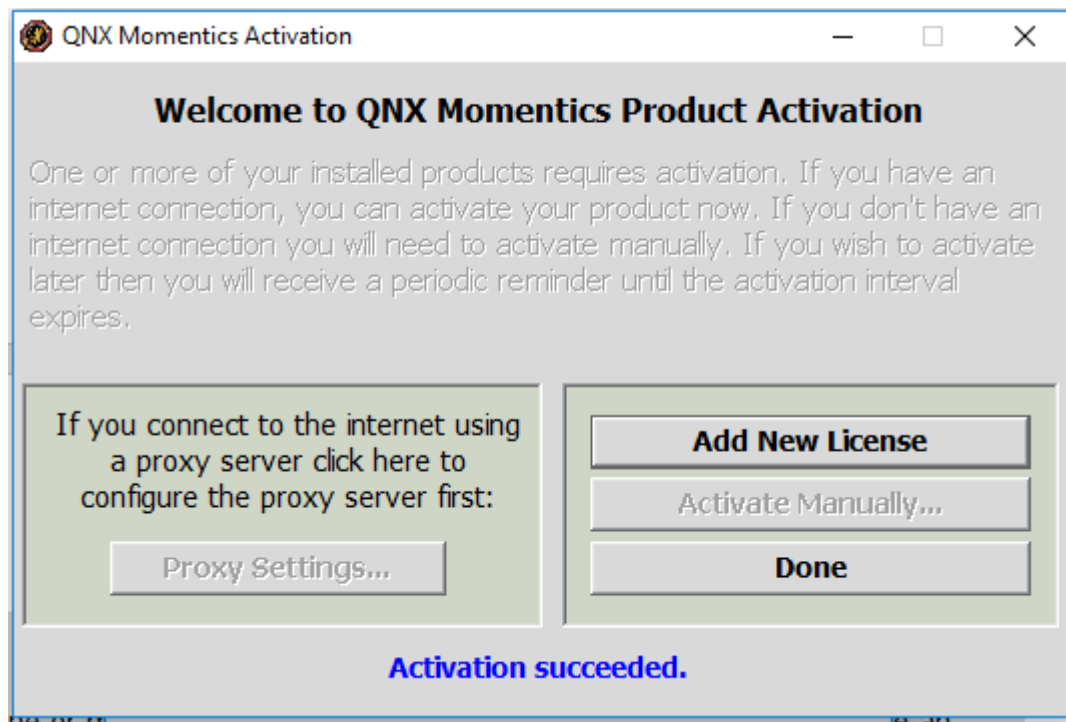 QNX Momentics Activation
Welcome to QNX Momentics Product Activation
One or more of your installed products requires activation. If you have an
internet connection, you can activate your product now. If you don't have an
internet connection you will need to activate manually. If you wish to activate
later then you will receive a periodic reminder until the activation interval
expires.
If you connect to the internet using
a proxy server click here to
configure the proxy server first:
Proxy Settings...
Add New License
Activate Manually...
Done
Activation succeeded.